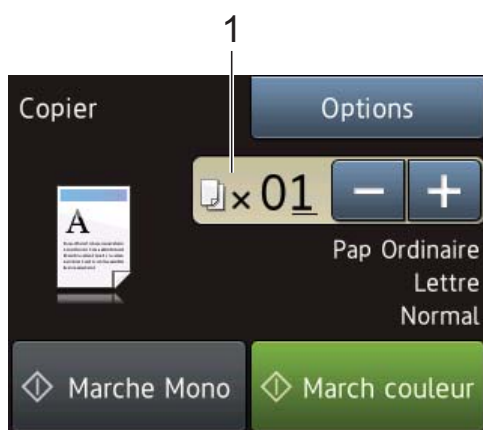 1
Copier
Options
× 01
− +
A
Pap Ordinaire
Lettre
Normal
Marche Mono
March couleur